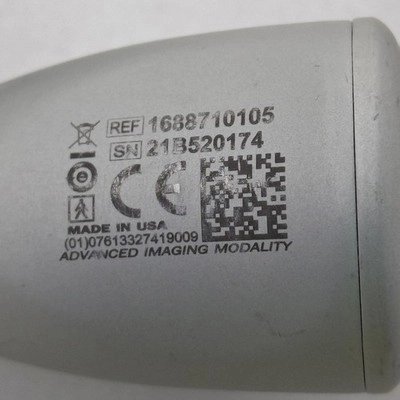 REF 1688710105
SN 21B520174
CE
MADE IN USA
(01)07613327419009
ADVANCED IMAGING MODALITY